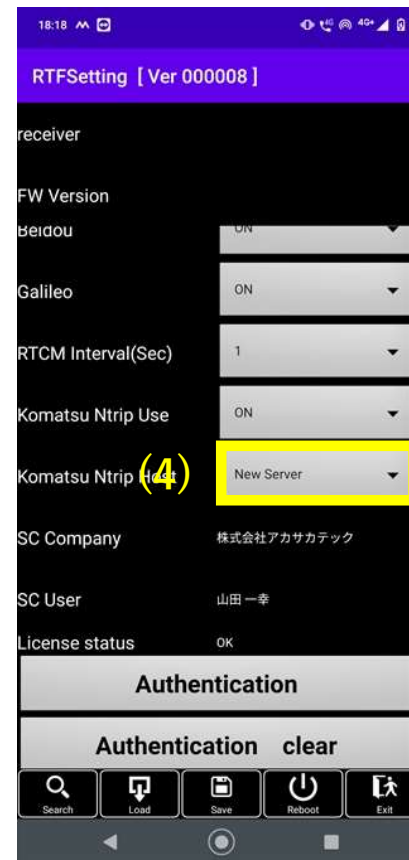 18:18 4G+
RTFSetting [ Ver 000008 ]
receiver
FW Version
Beidou ON
Galileo ON
RTCM Interval(Sec) 1
Komatsu Ntrip Use ON
Komatsu Ntrip Host (4) New Server
SC Company 株式会社アカサカテック
SC User 山田 一幸
License status OK
Authentication
Authentication clear
Search Load Save Reboot Exit